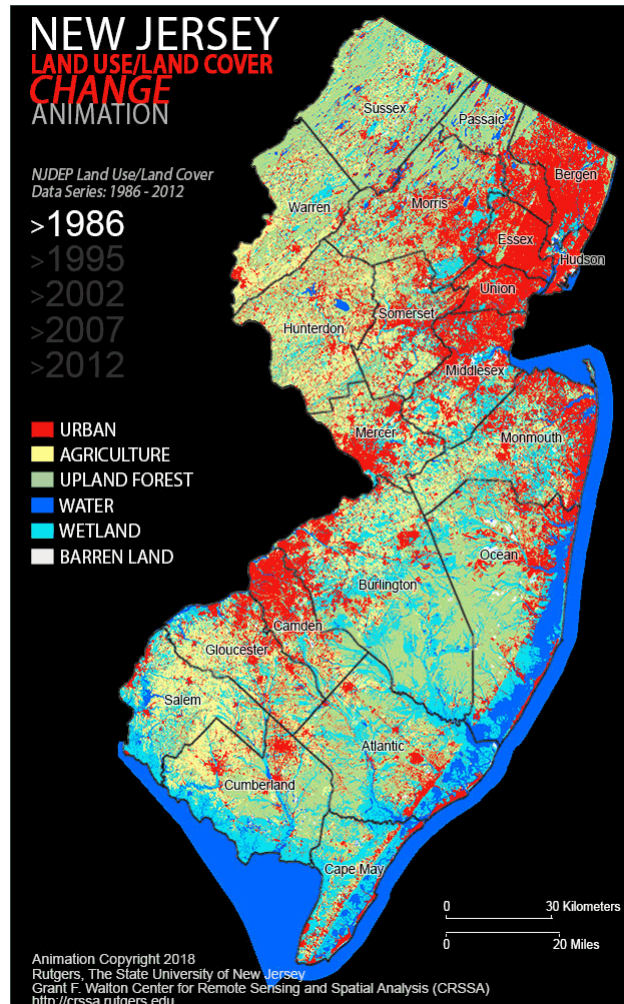 NEW JERSEY
LAND USE/LAND COVER
CHANGE
ANIMATION
NJDEP Land Use/Land Cover
Data Series: 1986 - 2012
>1986
>1995
>2002
>2007
>2012
URBAN
AGRICULTURE
UPLAND FOREST
WATER
WETLAND
BARREN LAND
Sussex
Passaic
Bergen
Warren
Morris
Essex
Hudson
Union
Somerset
Hunterdon
Middlesex
Mercer
Monmouth
Ocean
Burlington
Camden
Gloucester
Salem
Atlantic
Cumberland
Cape May
0 30 Kilometers
0 20 Miles
Animation Copyright 2018
Rutgers, The State University of New Jersey
Grant F. Walton Center for Remote Sensing and Spatial Analysis (CRSSA)
http://crssa.rutgers.edu